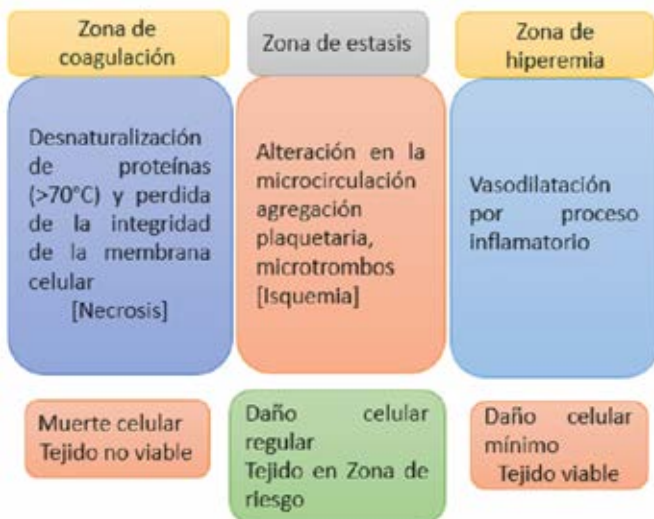 Zona de
coagulación
Desnaturalización
de proteínas
(>70°C) y perdida
de la integridad
de la membrana
celular
[Necrosis]
Muerte celular
Tejido no viable
Zona de estasis
Alteración en la
microcirculación
agregación
plaquetaria,
microtrombos
[Isquemia]
Daño celular
regular
Tejido en Zona de
riesgo
Zona de
hiperemia
Vasodilatación
por proceso
inflamatorio
Daño celular
mínimo
Tejido viable